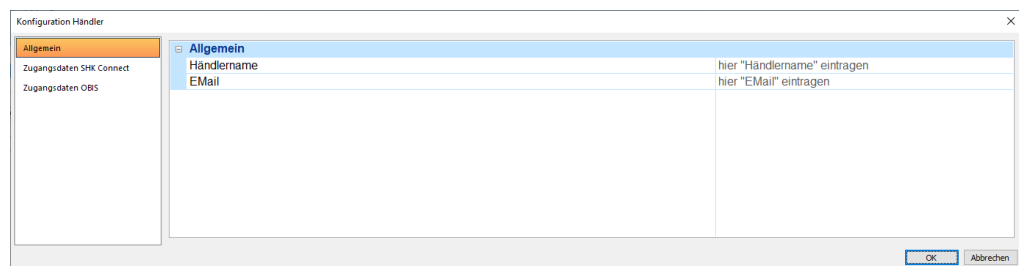 Konfiguration Händler
Allgemein
Zugangsdaten SHK Connect
Zugangsdaten OBIS
Allgemein
Händlername hier "Händlername" eintragen
EMail hier "EMail" eintragen
OK Abbrechen